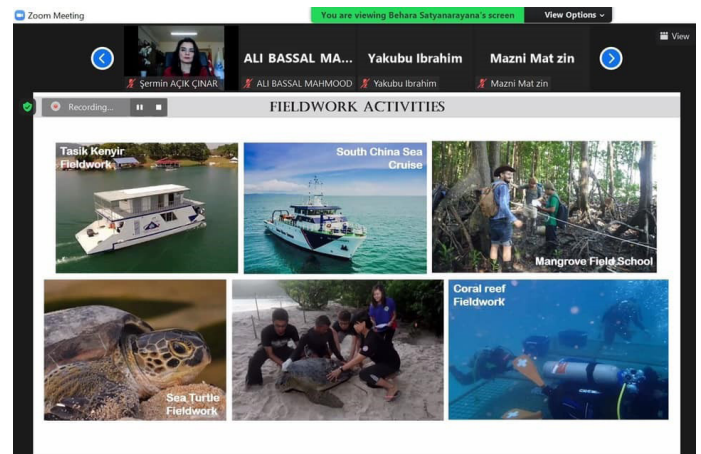 Zoom Meeting
You are viewing Behara Satyanarayana's screen
View Options
View
ALI BASSAL MA...
Yakubu Ibrahim
Mazni Mat zin
Şermin AÇIK ÇINAR
ALI BASSAL MAHMOOD
Yakubu Ibrahim
Mazni Mat zin
Recording...
FIELDWORK ACTIVITIES
Tasik Kenyir
Fieldwork
South China Sea
Cruise
Mangrove Field School
Sea Turtle
Fieldwork
Coral reef
Fieldwork